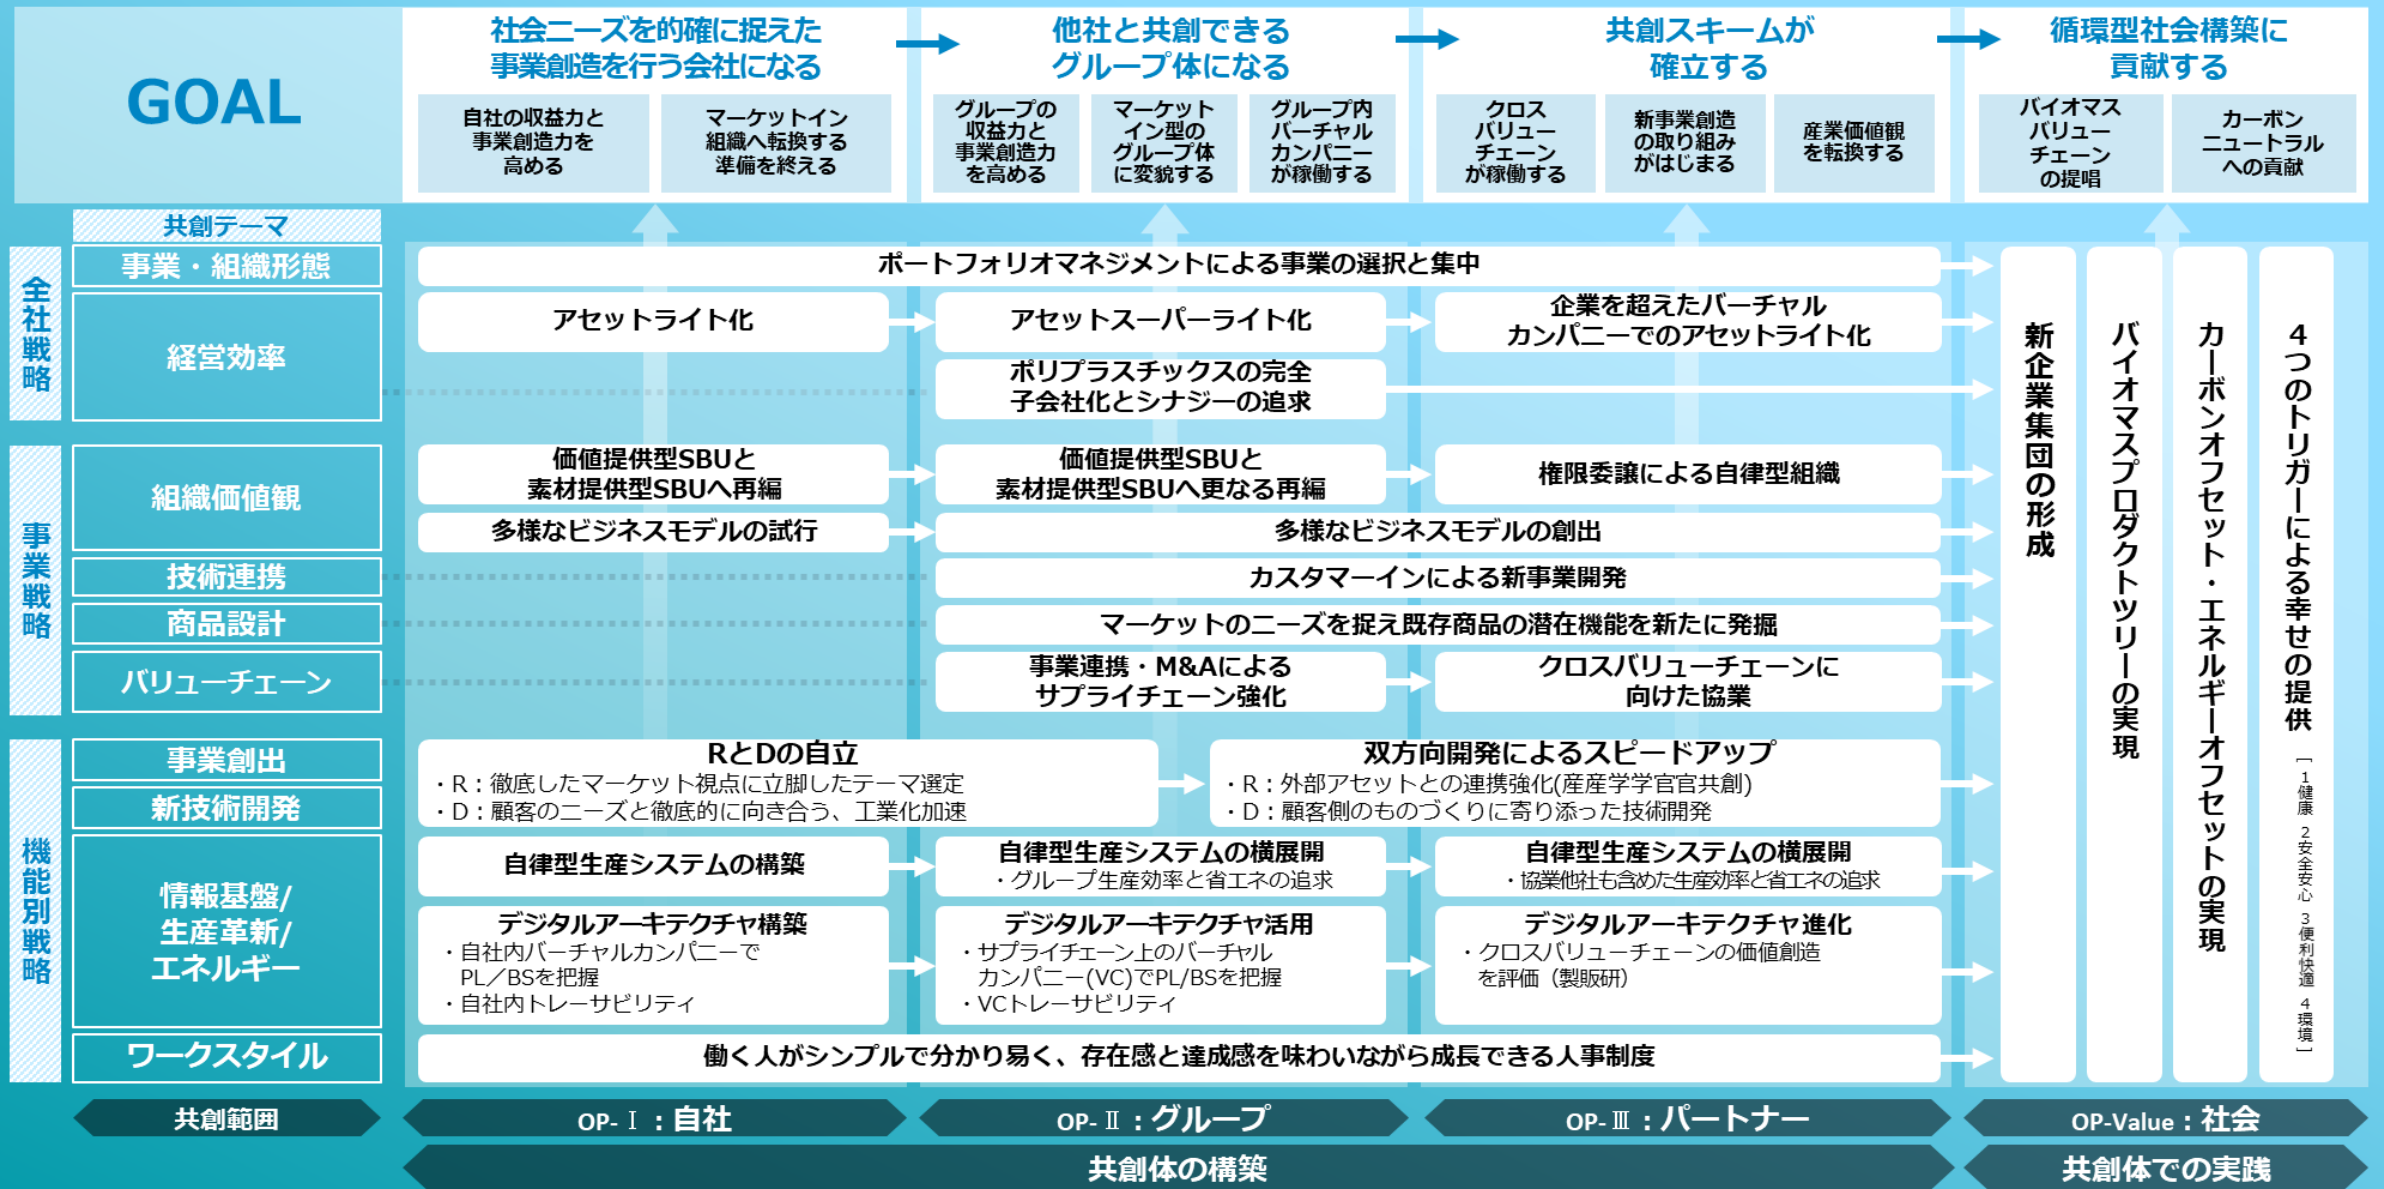 GOAL
社会ニーズを的確に捉えた
事業創造を行う会社になる
自社の収益力と
事業創造力を
高める
マーケットイン
組織へ転換する
準備を終える
他社と共創できる
グループ体になる
グループの
収益力と
事業創造力
を高める
マーケット
イン型の
グループ体
に変貌する
グループ内
バーチャル
カンパニー
が稼働する
共創スキームが
確立する
クロス
バリュー
チェーン
が稼働する
新事業創造
の取り組み
がはじまる
産業価値観
を転換する
循環型社会構築に
貢献する
バイオマス
バリュー
チェーン
の提唱
カーボン
ニュートラル
への貢献
共創テーマ
全社戦略
事業・組織形態
ポートフォリオマネジメントによる事業の選択と集中
経営効率
アセットライト化
アセットスーパーライト化
企業を超えたバーチャル
カンパニーでのアセットライト化
ポリプラスチックスの完全
子会社化とシナジーの追求
事業戦略
組織価値観
価値提供型SBUと
素材提供型SBUへ再編
価値提供型SBUと
素材提供型SBUへ更なる再編
権限委譲による自律型組織
多様なビジネスモデルの試行
多様なビジネスモデルの創出
技術連携
カスタマーインによる新事業開発
商品設計
マーケットのニーズを捉え既存商品の潜在機能を新たに発掘
バリューチェーン
事業連携・M&Aによる
サプライチェーン強化
クロスバリューチェーンに
向けた協業
機能別戦略
事業創出
新技術開発
RとDの自立
・R：徹底したマーケット視点に立脚したテーマ選定
・D：顧客のニーズと徹底的に向き合う、工業化加速
双方向開発によるスピードアップ
・R：外部アセットとの連携強化(産産学学官官共創)
・D：顧客側のものづくりに寄り添った技術開発
情報基盤/
生産革新/
エネルギー
自律型生産システムの構築
自律型生産システムの横展開
・グループ生産効率と省エネの追求
自律型生産システムの横展開
・協業他社も含めた生産効率と省エネの追求
デジタルアーキテクチャ構築
・自社内バーチャルカンパニーで
PL／BSを把握
・自社内トレーサビリティ
デジタルアーキテクチャ活用
・サプライチェーン上のバーチャル
カンパニー(VC)でPL/BSを把握
・VCトレーサビリティ
デジタルアーキテクチャ進化
・クロスバリューチェーンの価値創造
を評価（製販研）
ワークスタイル
働く人がシンプルで分かり易く、存在感と達成感を味わいながら成長できる人事制度
新企業集団の形成
バイオマスプロダクトツリーの実現
カーボンオフセット・エネルギーオフセットの実現
4つのトリガーによる幸せの提供
[1健康 2安全安心 3便利快適 4環境]
共創範囲
OP-Ⅰ：自社
OP-Ⅱ：グループ
OP-Ⅲ：パートナー
OP-Value：社会
共創体の構築
共創体での実践